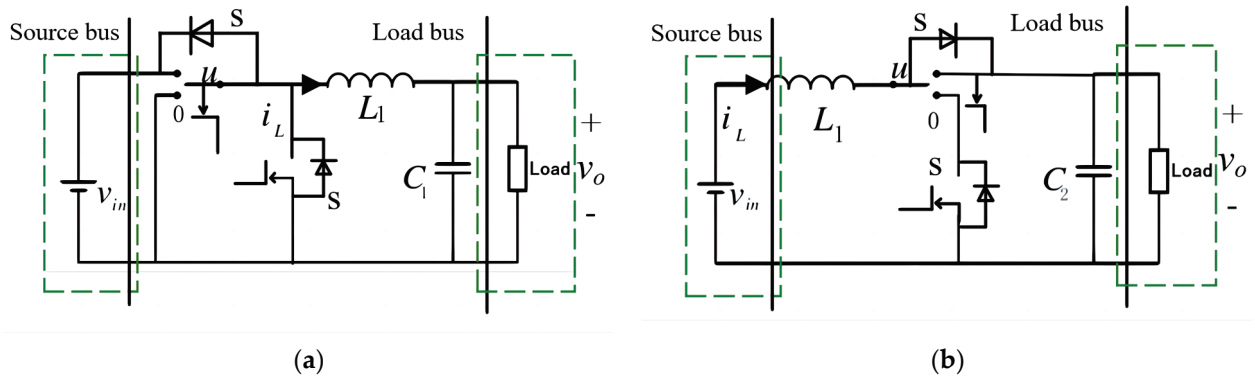 Source bus
S
Load bus
u
0
i_L
L_1
v_in
S
C_1
Load
+
v_o
-
(a)
Source bus
S
Load bus
u
i_L
L_1
0
v_in
S
C_2
Load
+
v_o
-
(b)